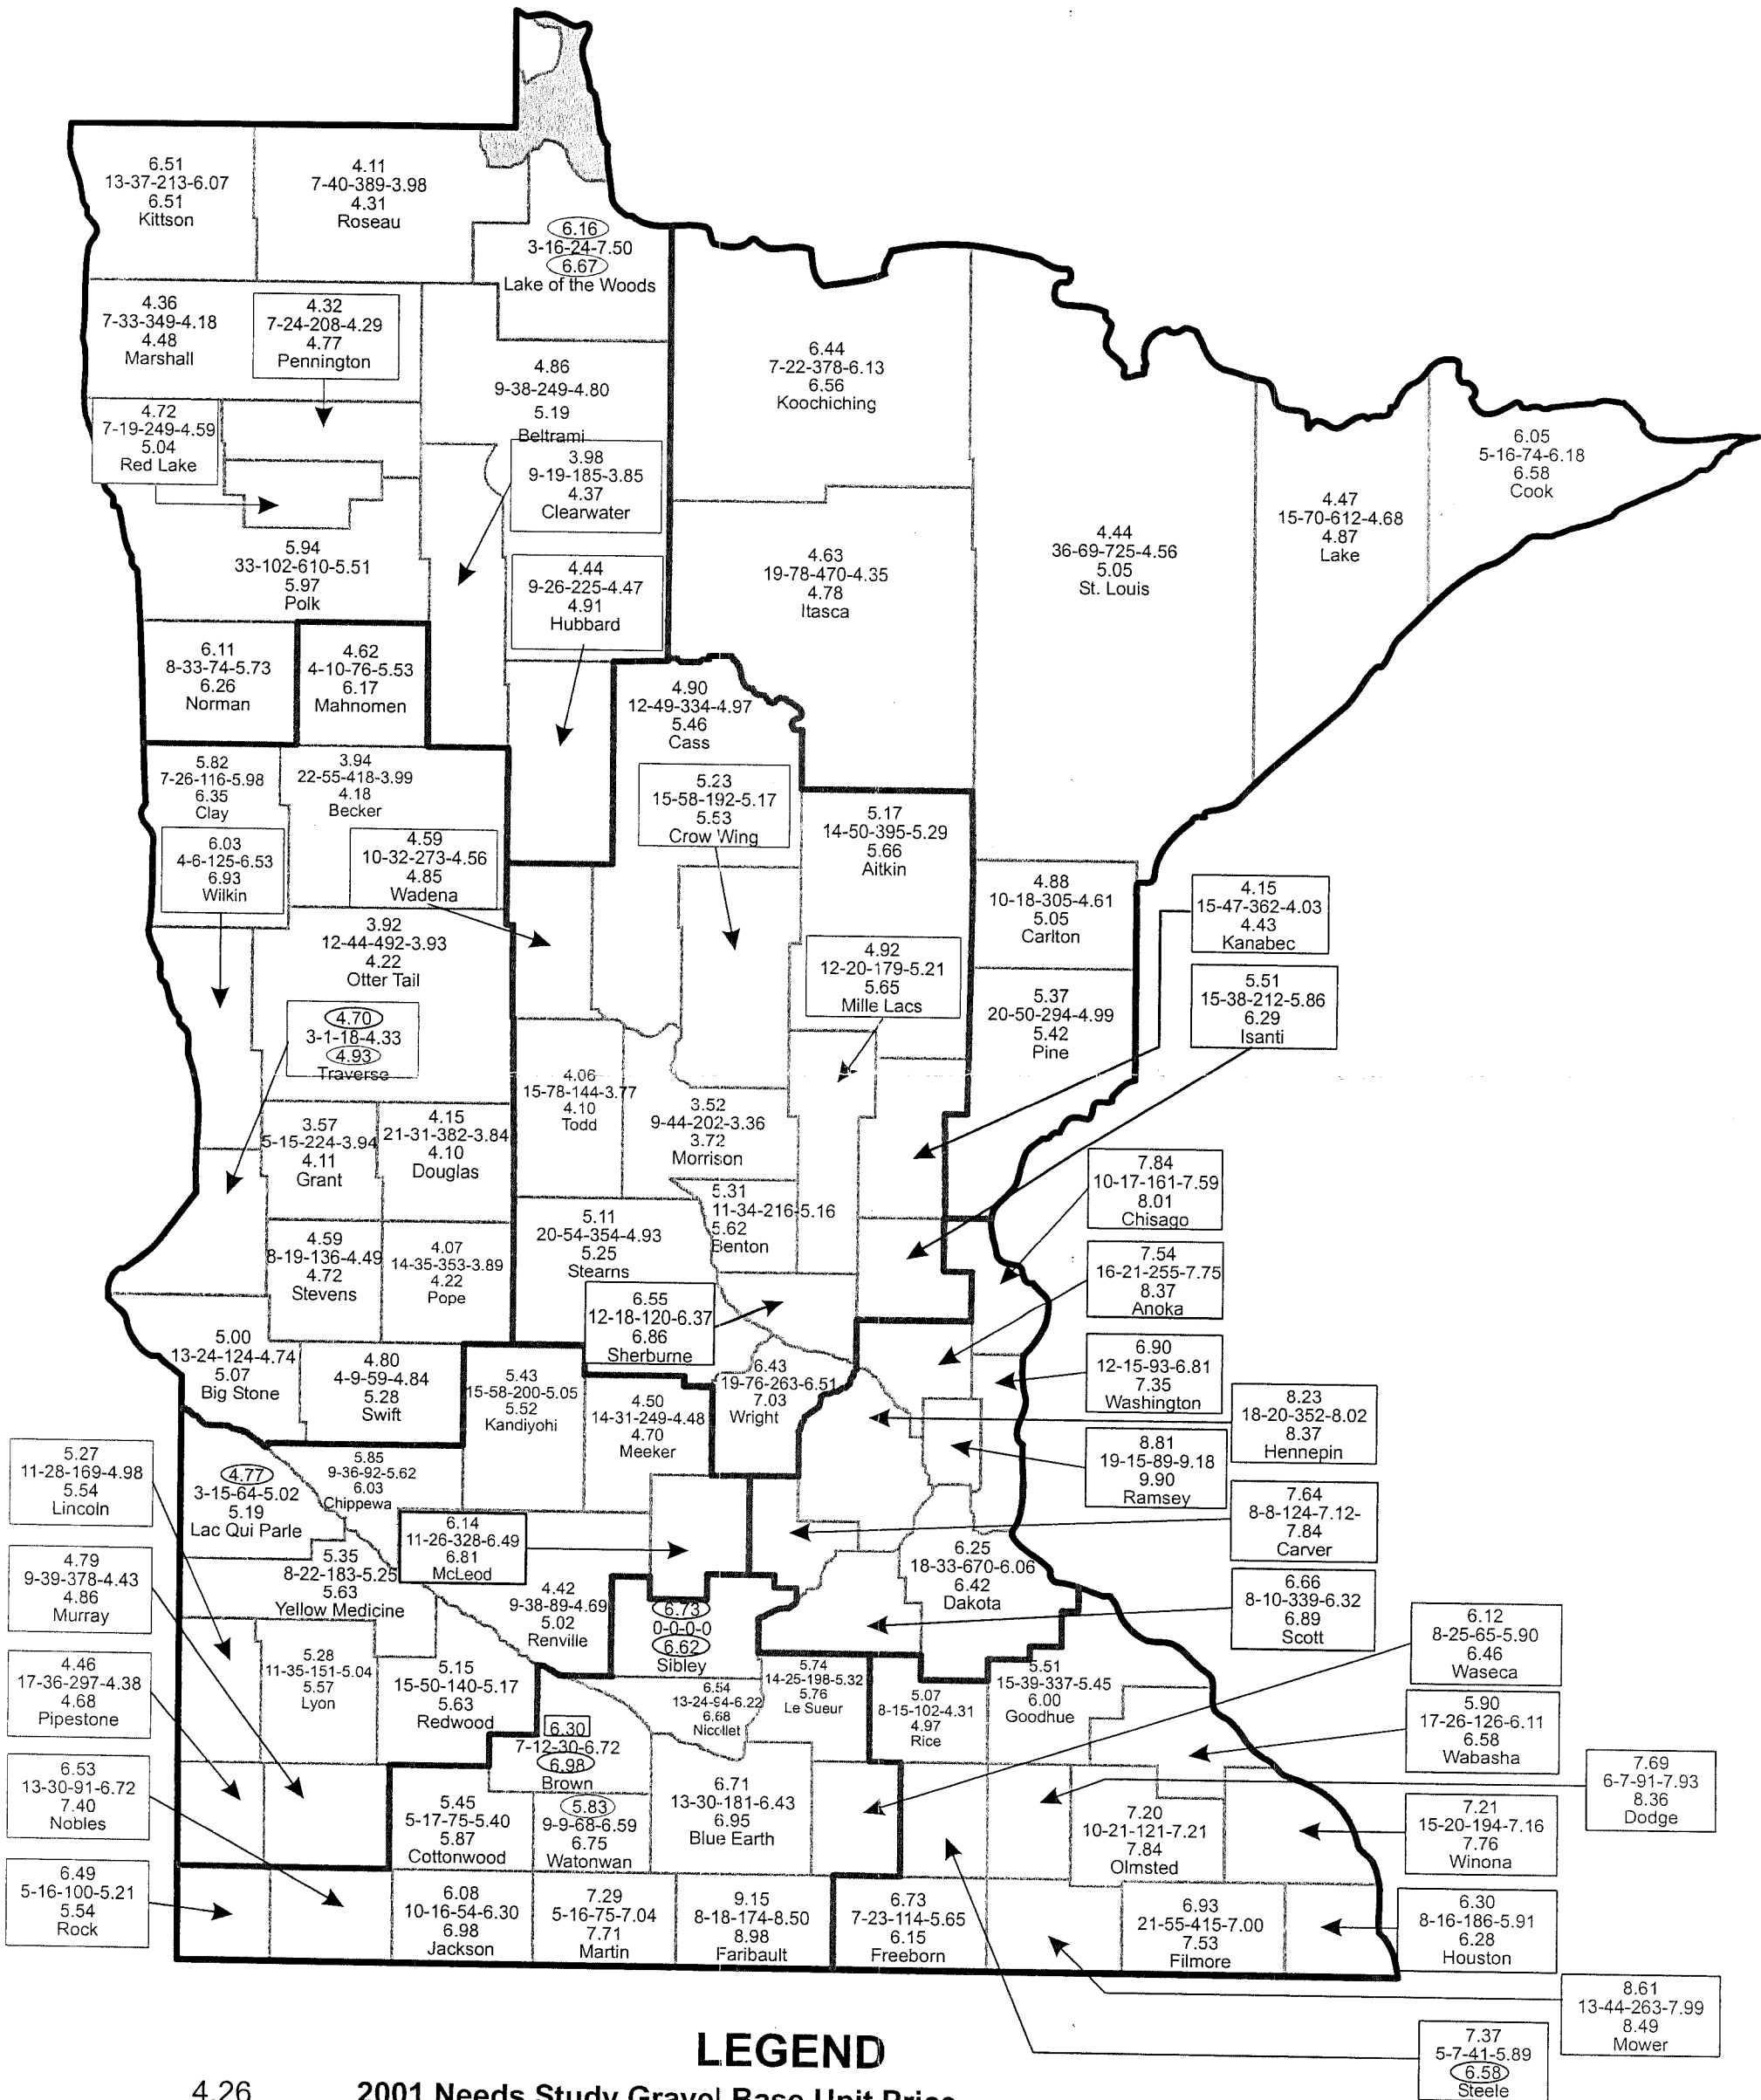 6.51
13-37-213-6.07
6.51
Kittson
4.11
7-40-389-3.98
4.31
Roseau
6.16
3-16-24-7.50
6.67
Lake of the Woods
4.36
7-33-349-4.18
4.48
Marshall
4.32
7-24-208-4.29
4.77
Pennington
4.86
9-38-249-4.80
5.19
Beltrami
6.44
7-22-378-6.13
6.56
Koochiching
4.72
7-19-249-4.59
5.04
Red Lake
3.98
9-19-185-3.85
4.37
Clearwater
6.05
5-16-74-6.18
6.58
Cook
4.47
15-70-612-4.68
4.87
Lake
4.44
36-69-725-4.56
5.05
St. Louis
5.94
33-102-610-5.51
5.97
Polk
4.44
9-26-225-4.47
4.91
Hubbard
4.63
19-78-470-4.35
4.78
Itasca
6.11
8-33-74-5.73
6.26
Norman
4.62
4-10-76-5.53
6.17
Mahnomen
4.90
12-49-334-4.97
5.46
Cass
5.82
7-26-116-5.98
6.35
Clay
3.94
22-55-418-3.99
4.18
Becker
5.23
15-58-192-5.17
5.53
Crow Wing
5.17
14-50-395-5.29
5.66
Aitkin
6.03
4-6-125-6.53
6.93
Wilkin
4.59
10-32-273-4.56
4.85
Wadena
4.88
10-18-305-4.61
5.05
Carlton
4.15
15-47-362-4.03
4.43
Kanabec
3.92
12-44-492-3.93
4.22
Otter Tail
4.92
12-20-179-5.21
5.65
Mille Lacs
5.37
20-50-294-4.99
5.42
Pine
5.51
15-38-212-5.86
6.29
Isanti
4.70
3-1-18-4.33
4.93
Traverse
4.06
15-78-144-3.77
4.10
Todd
3.52
9-44-202-3.36
3.72
Morrison
3.57
5-15-224-3.94
4.11
Grant
4.15
21-31-382-3.84
4.10
Douglas
7.84
10-17-161-7.59
8.01
Chisago
5.31
11-34-216-5.16
5.62
Benton
5.11
20-54-354-4.93
5.25
Stearns
4.59
8-19-136-4.49
4.72
Stevens
4.07
14-35-353-3.89
4.22
Pope
7.54
16-21-255-7.75
8.37
Anoka
6.55
12-18-120-6.37
6.86
Sherburne
5.00
13-24-124-4.74
5.07
Big Stone
4.80
4-9-59-4.84
5.28
Swift
5.43
15-58-200-5.05
5.52
Kandiyohi
4.50
14-31-249-4.48
4.70
Meeker
6.43
19-76-263-6.51
7.03
Wright
6.90
12-15-93-6.81
7.35
Washington
8.23
18-20-352-8.02
8.37
Hennepin
5.27
11-28-169-4.98
5.54
Lincoln
4.77
3-15-64-5.02
5.19
Lac Qui Parle
5.85
9-36-92-5.62
6.03
Chippewa
8.81
19-15-89-9.18
9.90
Ramsey
7.64
8-8-124-7.12-
7.84
Carver
6.14
11-26-328-6.49
6.81
McLeod
4.79
9-39-378-4.43
4.86
Murray
5.35
8-22-183-5.25
5.63
Yellow Medicine
4.42
9-38-89-4.69
5.02
Renville
6.73
0-0-0-0
6.62
Sibley
6.25
18-33-670-6.06
6.42
Dakota
6.66
8-10-339-6.32
6.89
Scott
4.46
17-36-297-4.38
4.68
Pipestone
5.28
11-35-151-5.04
5.57
Lyon
5.15
15-50-140-5.17
5.63
Redwood
6.54
13-24-94-6.22
6.68
Nicollet
5.74
14-25-198-5.32
5.76
Le Sueur
5.07
8-15-102-4.31
4.97
Rice
5.51
15-39-337-5.45
6.00
Goodhue
6.12
8-25-65-5.90
6.46
Waseca
5.90
17-26-126-6.11
6.58
Wabasha
6.53
13-30-91-6.72
7.40
Nobles
6.30
7-12-30-6.72
6.98
Brown
5.45
5-17-75-5.40
5.87
Cottonwood
5.83
9-9-68-6.59
6.75
Watonwan
6.71
13-30-181-6.43
6.95
Blue Earth
7.20
10-21-121-7.21
7.84
Olmsted
7.69
6-7-91-7.93
8.36
Dodge
7.21
15-20-194-7.16
7.76
Winona
6.49
5-16-100-5.21
5.54
Rock
6.08
10-16-54-6.30
6.98
Jackson
7.29
5-16-75-7.04
7.71
Martin
9.15
8-18-174-8.50
8.98
Faribault
6.73
7-23-114-5.65
6.15
Freeborn
6.93
21-55-415-7.00
7.53
Filmore
6.30
8-16-186-5.91
6.28
Houston
8.61
13-44-263-7.99
8.49
Mower
7.37
5-7-41-5.89
6.58
Steele
LEGEND
4.26 2001 Needs Study Gravel Base Unit Price